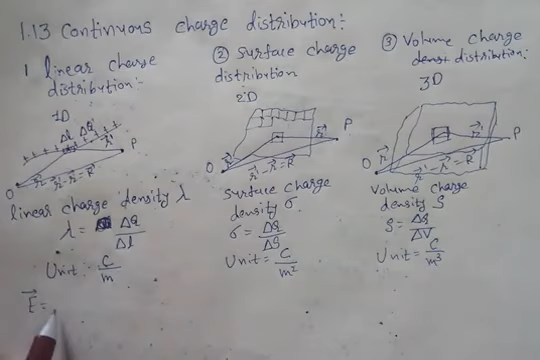 1.13 Continuous charge distribution:-
1 linear charge distribution:-
1D
Δl ΔQ
r'
P
O
linear charge density λ
λ = ΔQ/Δl
Unit: C/m
E⃗ =
② Surface charge
distribution
2D
P
O
Surface charge
density σ.
σ = ΔQ/ΔS
Unit = C/m²
③ Volume charge
distribution:
3D
P
O
Volume charge
density ρ
ρ = ΔQ/ΔV
Unit = C/m³